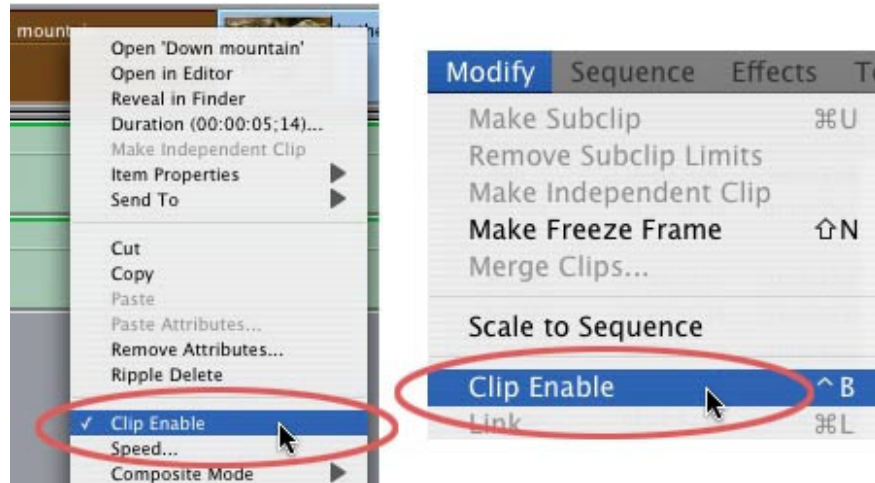 mount
Open 'Down mountain'
Open in Editor
Reveal in Finder
Duration (00:00:05;14)...
Make Independent Clip
Item Properties
Send To
Cut
Copy
Paste
Paste Attributes...
Remove Attributes...
Ripple Delete
✓ Clip Enable
Speed...
Composite Mode
Modify Sequence Effects
Make Subclip ⌘U
Remove Subclip Limits
Make Independent Clip
Make Freeze Frame ⇧N
Merge Clips...
Scale to Sequence
Clip Enable ^B
Link ⌘L